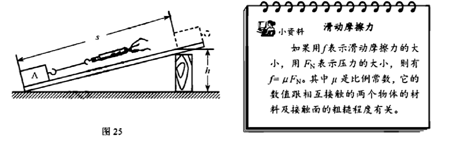 s
A
h
图25
小资料
滑动摩擦力
如果用f表示滑动摩擦力的大
小，用FN表示压力的大小，则有
f=μFN。其中μ是比例常数，它的
数值跟相互接触的两个物体的材
料及接触面的粗糙程度有关。